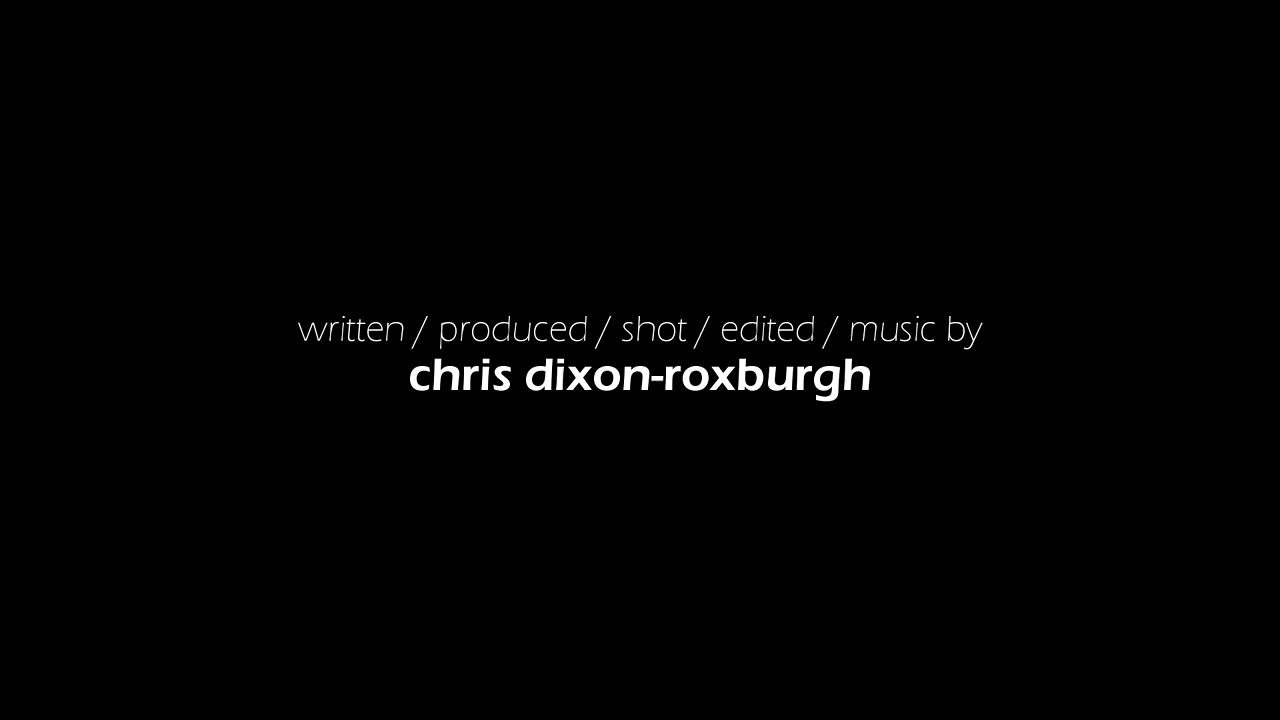 written / produced / shot / edited / music by
chris dixon-roxburgh